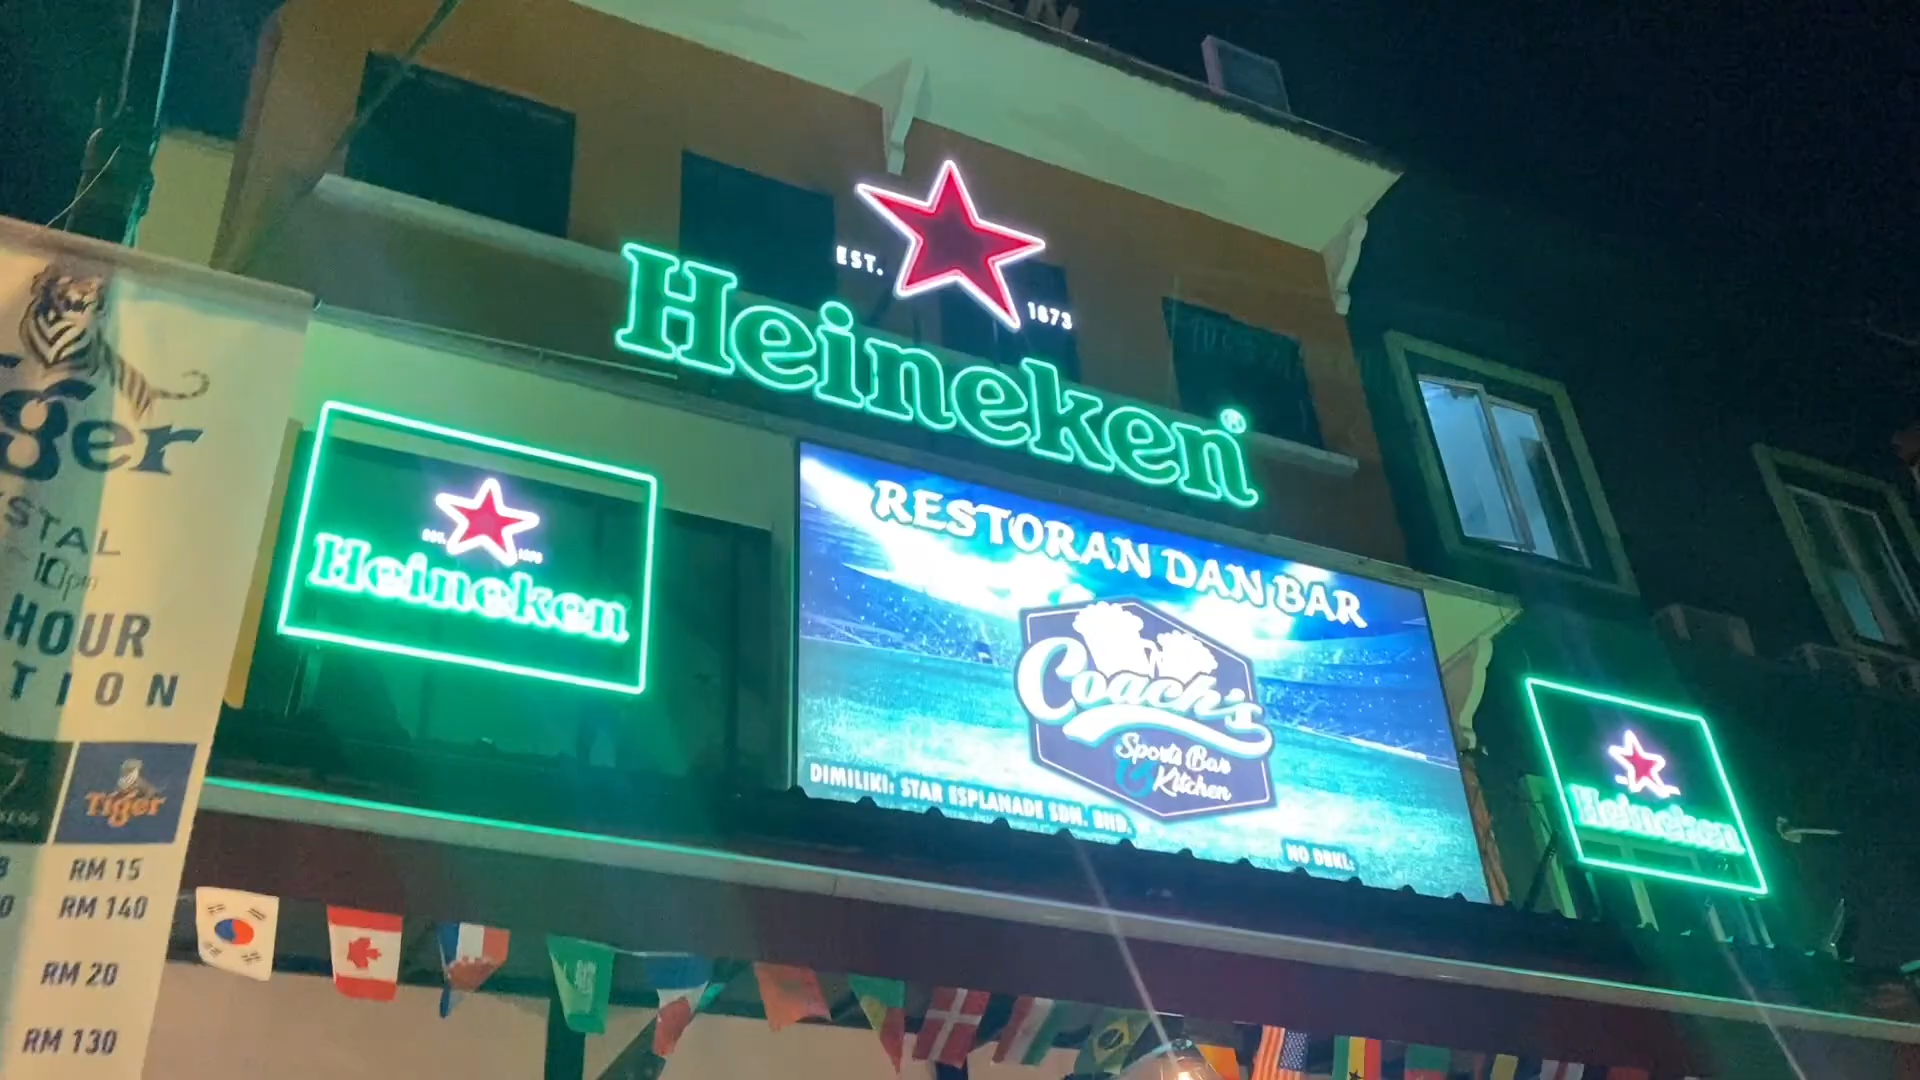 EST.
1873
Heineken®
Heineken
RESTORAN DAN BAR
Coach's
Sports Bar
& Kitchen
DIMILIKI: STAR ESPLANADE SDN. BHD.
NO DBKL:
Heineken
10pm
HOUR
Tiger
RM 15
RM 140
RM 20
RM 130